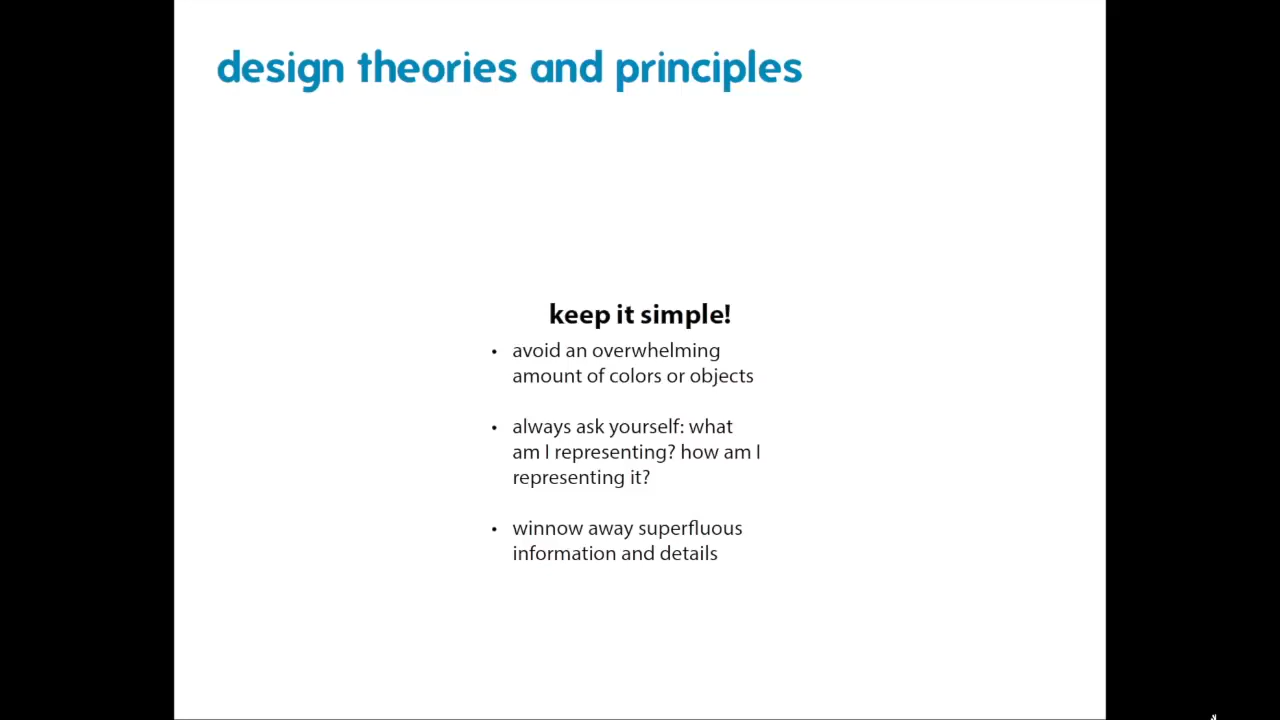 design theories and principles
keep it simple!
• avoid an overwhelming
amount of colors or objects
• always ask yourself: what
am I representing? how am I
representing it?
• winnow away superfluous
information and details